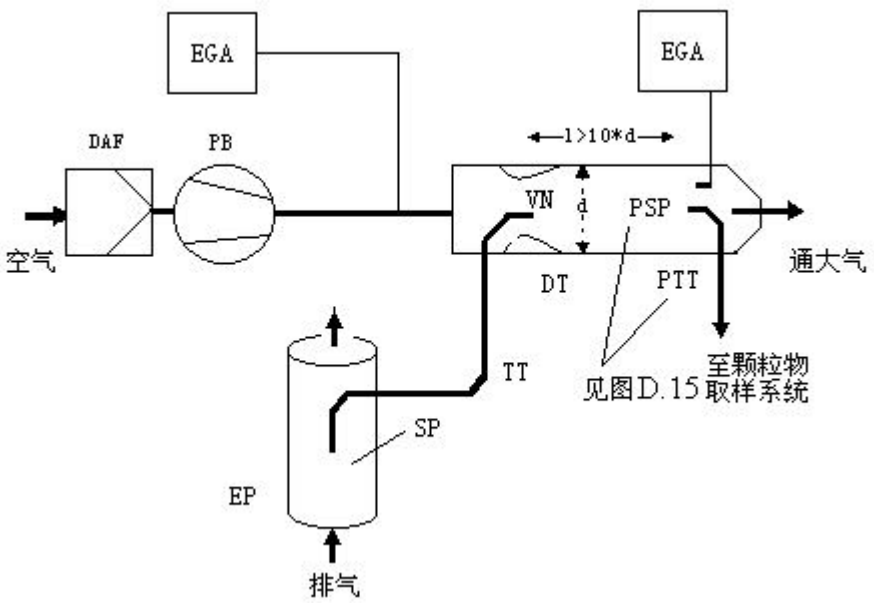 EGA
EGA
DAF
PB
l>10*d
空气
VN
d
PSP
通大气
DT
PTT
TT
至颗粒物
见图D.15 取样系统
SP
EP
排气